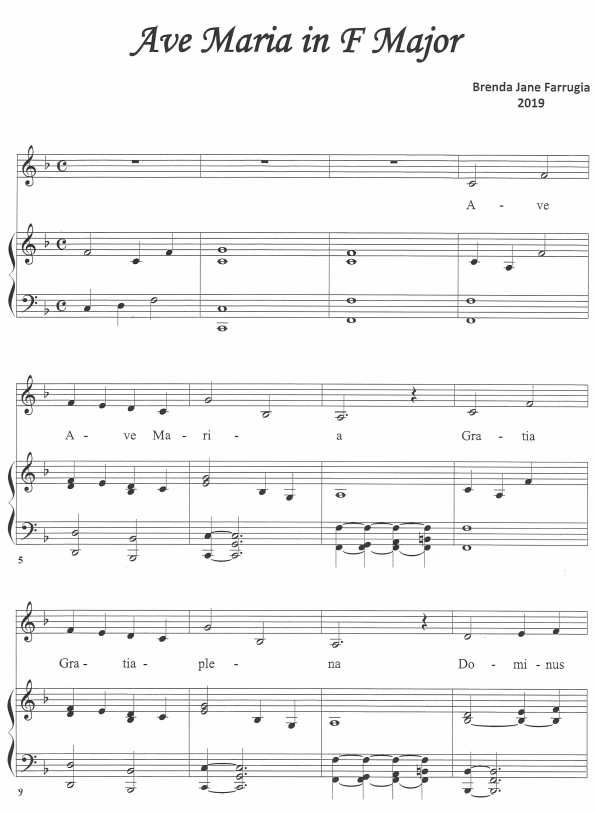 Ave Maria in F Major
Brenda Jane Farrugia
2019
A - ve
A - ve Ma - ri - a Gra - tia
5
Gra - tia - ple - na Do - mi - nus
9